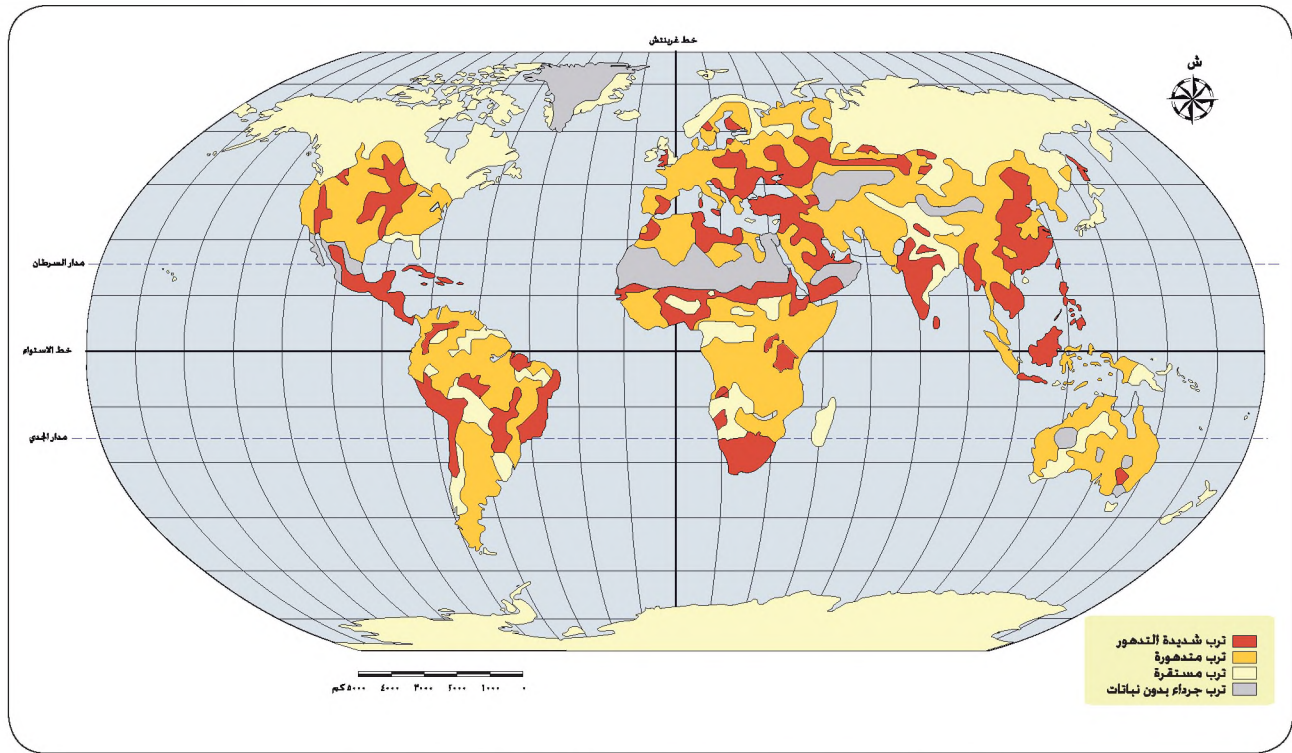 خط غرينتش
ش
مدار السرطان
خط الاستواء
مدار الجدي
ترب شديدة التدهور
ترب متدهورة
ترب مستقرة
ترب جرداء بدون نباتات
٠ ١٠٠٠ ٢٠٠٠ ٣٠٠٠ ٤٠٠٠ ٥٠٠٠ كم